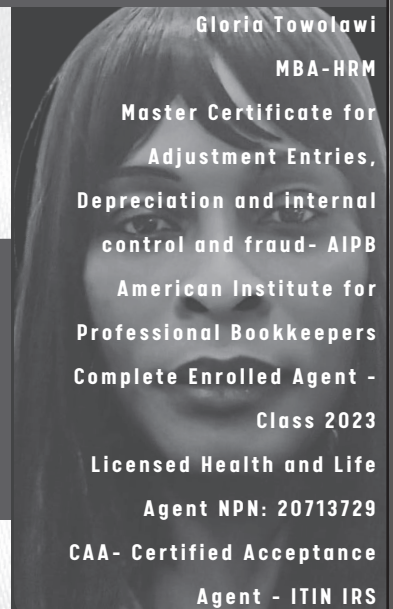 Gloria Towolawi
MBA-HRM
Master Certificate for
Adjustment Entries,
Depreciation and internal
control and fraud- AIPB
American Institute for
Professional Bookkeepers
Complete Enrolled Agent -
Class 2023
Licensed Health and Life
Agent NPN: 20713729
CAA- Certified Acceptance
Agent - ITIN IRS